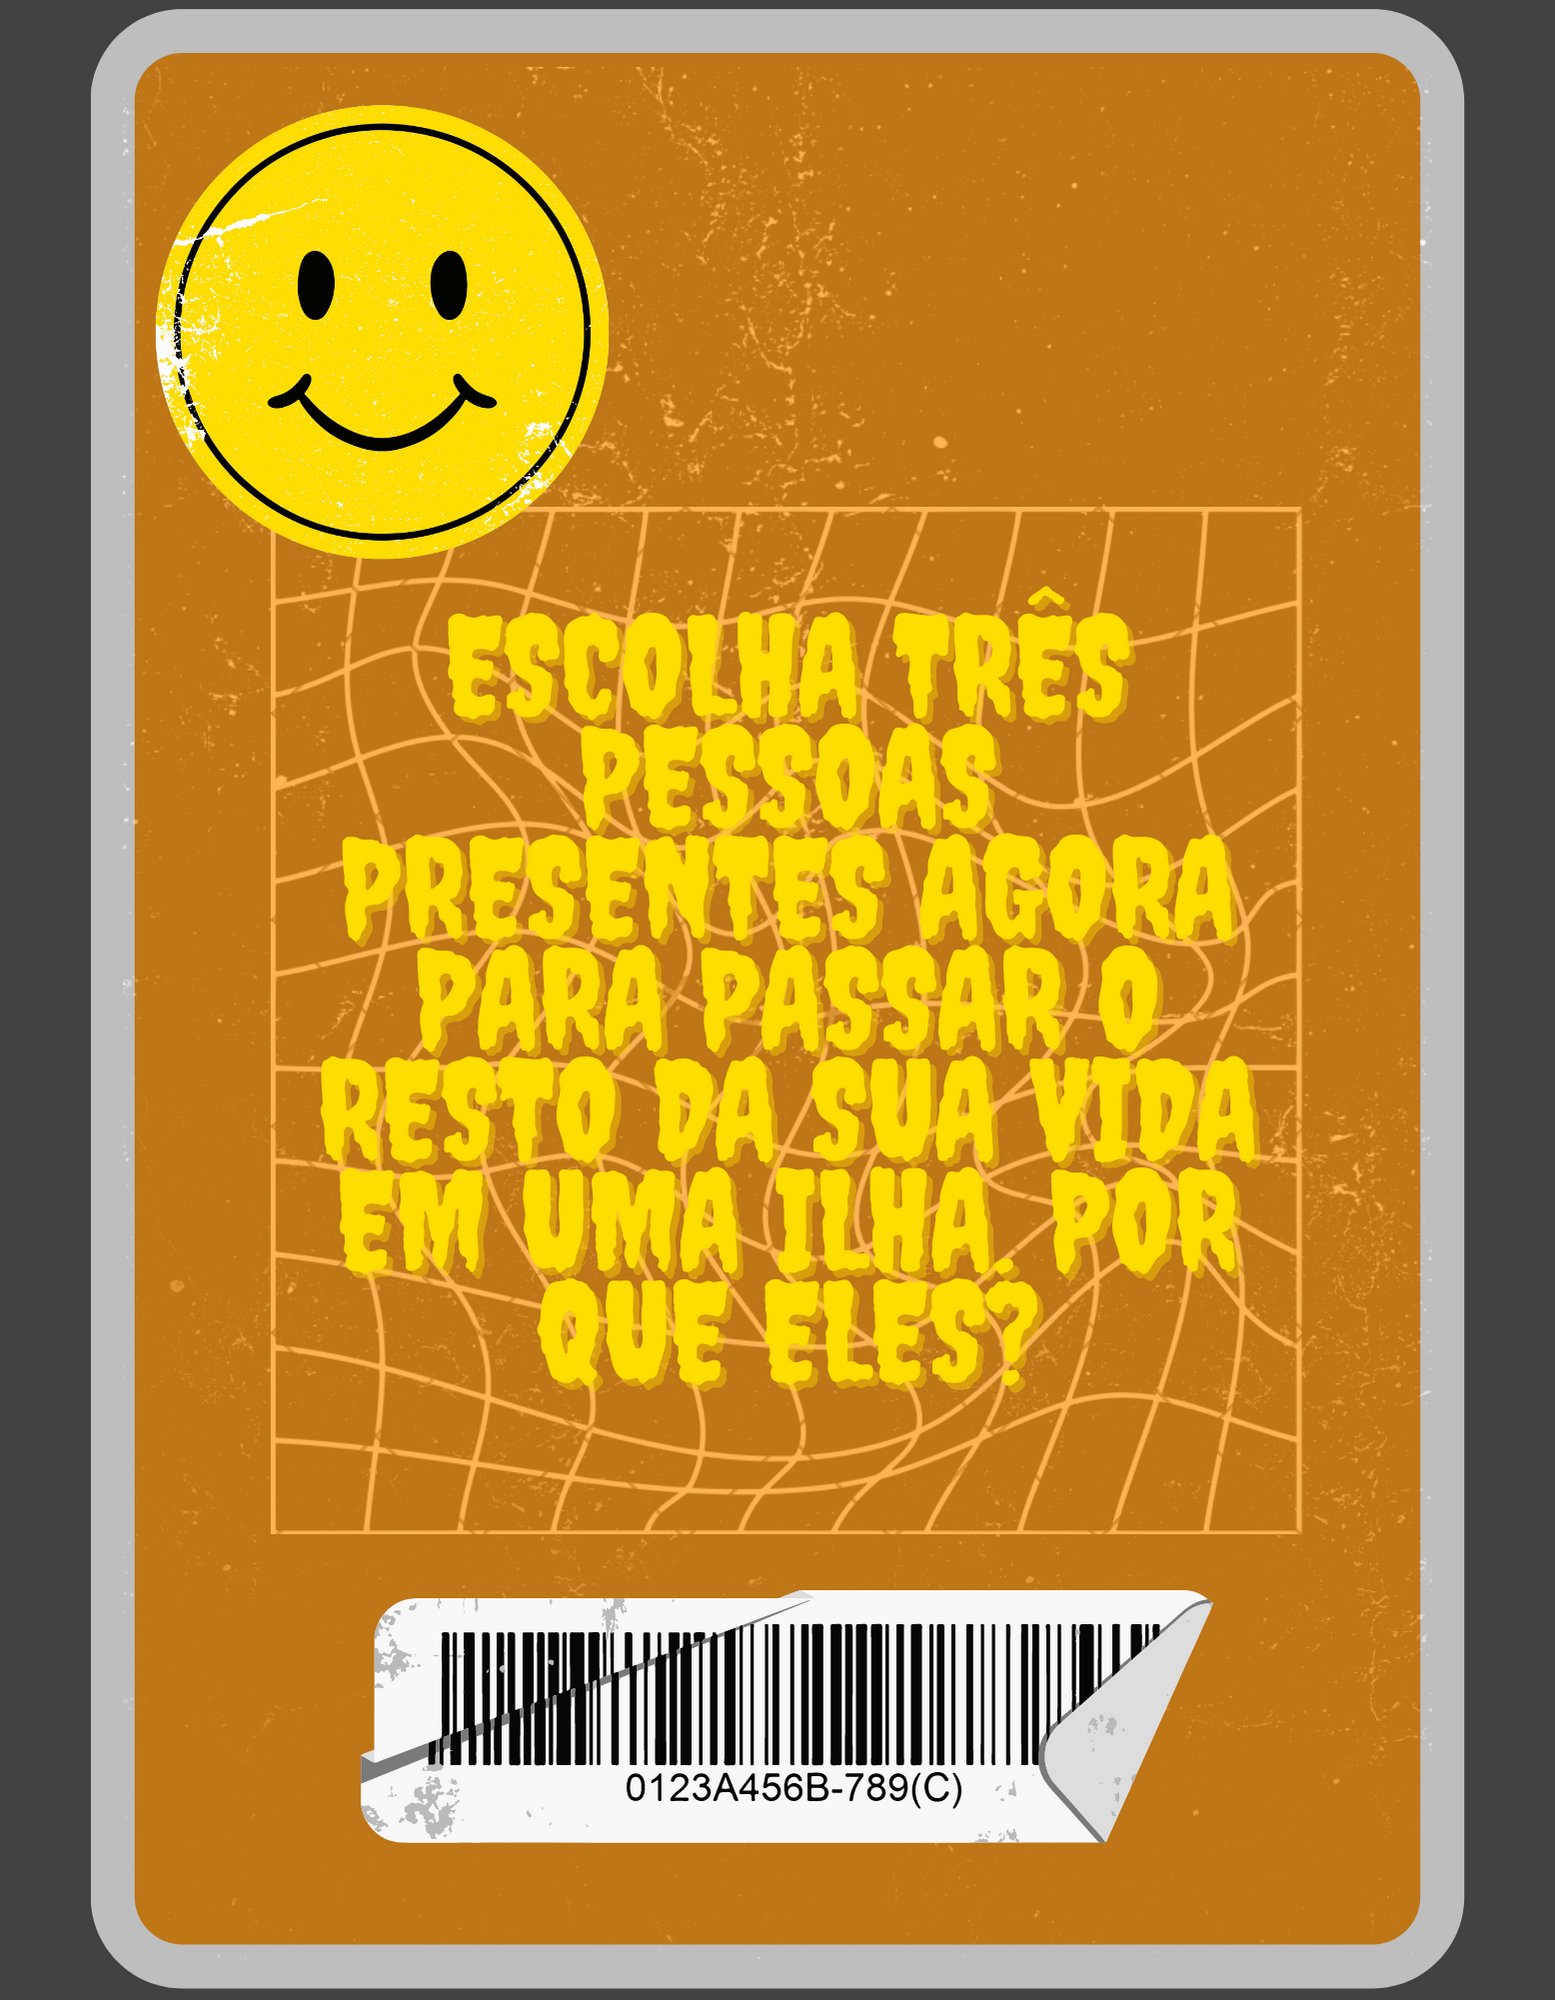 ESCOLHA TRÊS
PESSOAS
PRESENTES AGORA
PARA PASSAR O
RESTO DA SUA VIDA
EM UMA ILHA, POR
QUE ELES?
0123A456B-789(C)